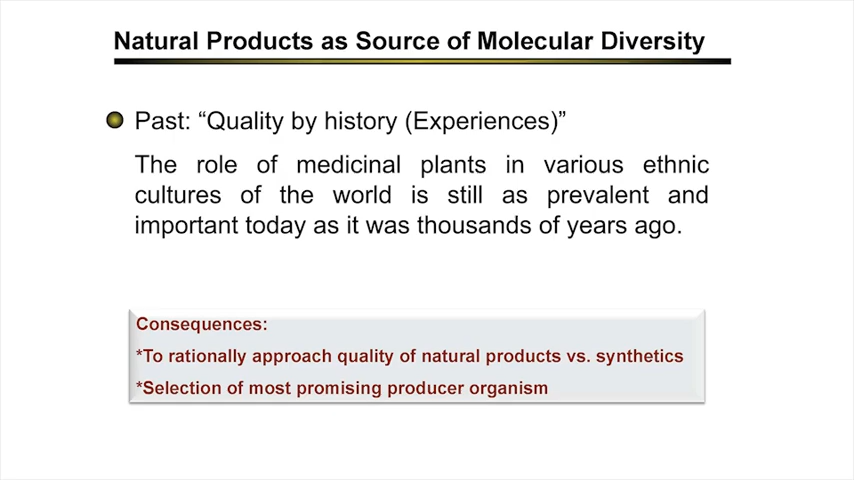 Natural Products as Source of Molecular Diversity
Past: “Quality by history (Experiences)”
The role of medicinal plants in various ethnic
cultures of the world is still as prevalent and
important today as it was thousands of years ago.
Consequences:
*To rationally approach quality of natural products vs. synthetics
*Selection of most promising producer organism